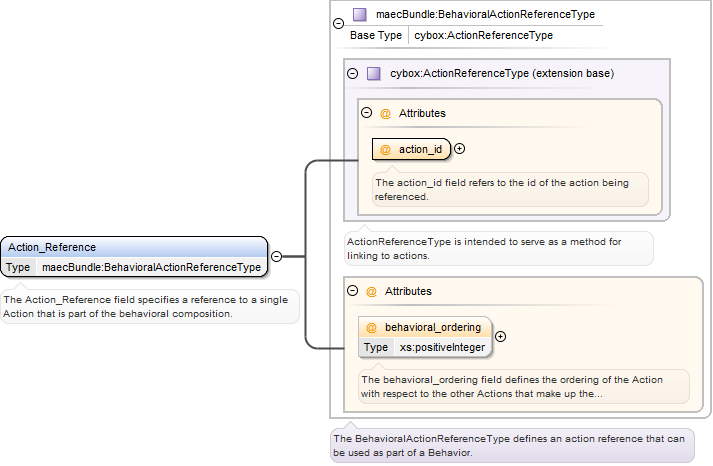 maecBundle:BehavioralActionReferenceType
Base Type cybox:ActionReferenceType
cybox:ActionReferenceType (extension base)
@ Attributes
@ action_id
The action_id field refers to the id of the action being
referenced.
ActionReferenceType is intended to serve as a method for
linking to actions.
Action_Reference
Type maecBundle:BehavioralActionReferenceType
The Action_Reference field specifies a reference to a single
Action that is part of the behavioral composition.
@ Attributes
@ behavioral_ordering
Type xs:positiveInteger
The behavioral_ordering field defines the ordering of the Action
with respect to the other Actions that make up the...
The BehavioralActionReferenceType defines an action reference that can
be used as part of a Behavior.